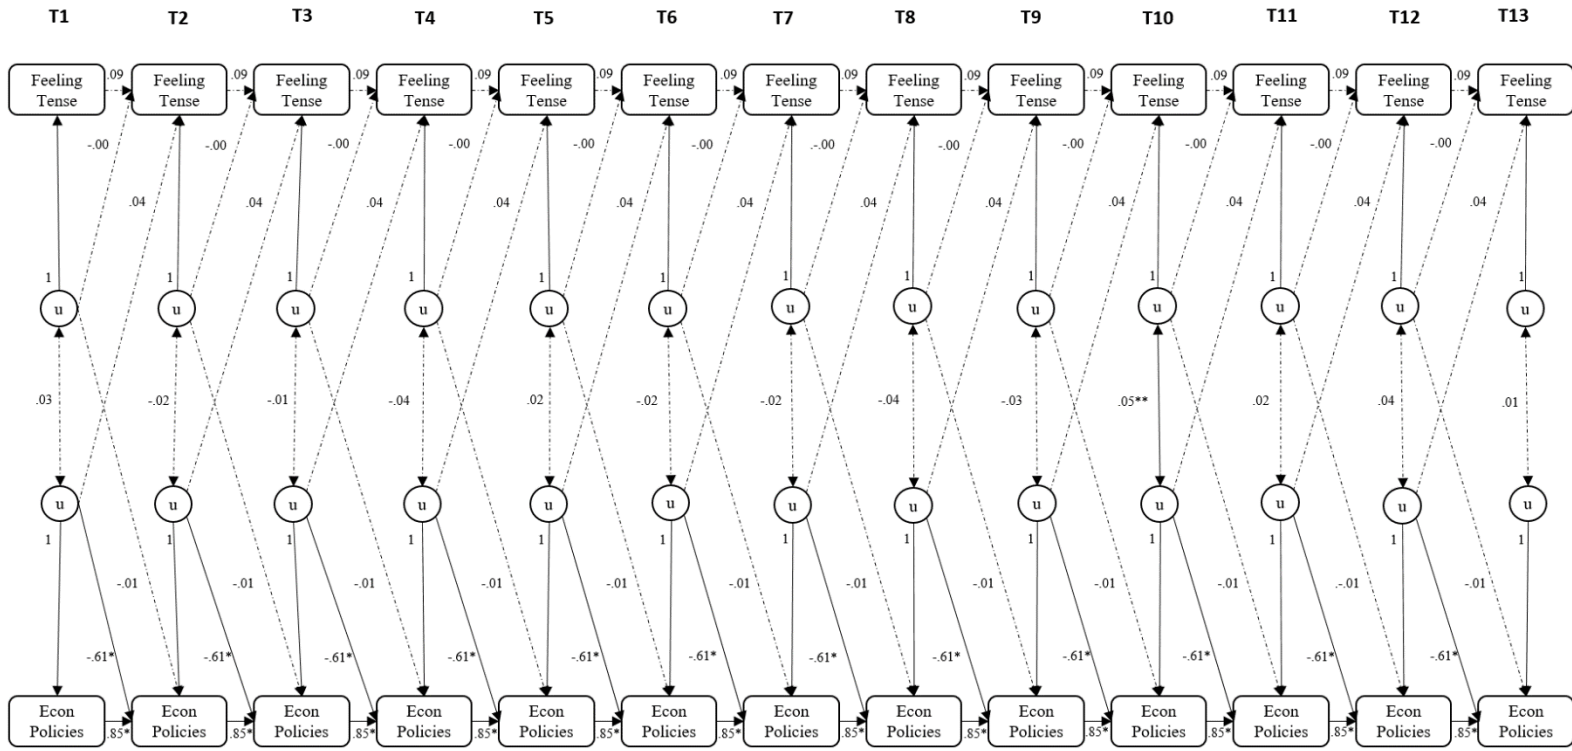 T1 T2 T3 T4 T5 T6 T7 T8 T9 T10 T11 T12 T13
Feeling Tense .09 Feeling Tense .09 Feeling Tense .09 Feeling Tense .09 Feeling Tense .09 Feeling Tense .09 Feeling Tense .09 Feeling Tense .09 Feeling Tense .09 Feeling Tense .09 Feeling Tense .09 Feeling Tense .09 Feeling Tense
-.00 -.00 -.00 -.00 -.00 -.00 -.-.00 -.00 -.00 -.00 -.00 -.00
.04 .04 .04 .04 .04 .04 .04 .04 .04 .04 .04 .04
1 1 1 1 1 1 1 1 1 1 1 1 1
u u u u u u u u u u u u u
.03 -.02 -.01 -.04 .02 -.02 -.02 -.04 -.03 .05** .02 .04 .01
u u u u u u u u u u u u u
1 1 1 1 1 1 1 1 1 1 1 1 1
-.01 -.01 -.01 -.01 -.01 -.01 -.01 -.01 -.01 -.01 -.01 -.01
-.61* -.61* -.61* -.61* -.61* -.61* -.61* -.61* -.61* -.61* -.61* -.61*
Econ Policies .85* Econ Policies .85* Econ Policies .85* Econ Policies .85* Econ Policies .85* Econ Policies .85* Econ Policies .85* Econ Policies .85* Econ Policies .85* Econ Policies .85* Econ Policies .85* Econ Policies .85* Econ Policies